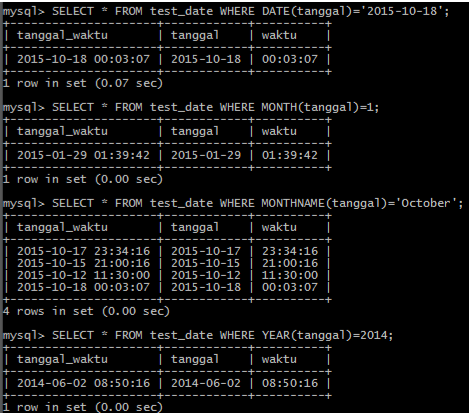 mysql> SELECT * FROM test_date WHERE DATE(tanggal)='2015-10-18';
+---------------------+------------+----------+
| tanggal_waktu       | tanggal    | waktu    |
+---------------------+------------+----------+
| 2015-10-18 00:03:07 | 2015-10-18 | 00:03:07 |
+---------------------+------------+----------+
1 row in set (0.07 sec)

mysql> SELECT * FROM test_date WHERE MONTH(tanggal)=1;
+---------------------+------------+----------+
| tanggal_waktu       | tanggal    | waktu    |
+---------------------+------------+----------+
| 2015-01-29 01:39:42 | 2015-01-29 | 01:39:42 |
+---------------------+------------+----------+
1 row in set (0.00 sec)

mysql> SELECT * FROM test_date WHERE MONTHNAME(tanggal)='October';
+---------------------+------------+----------+
| tanggal_waktu       | tanggal    | waktu    |
+---------------------+------------+----------+
| 2015-10-17 23:34:16 | 2015-10-17 | 23:34:16 |
| 2015-10-15 21:00:16 | 2015-10-15 | 21:00:16 |
| 2015-10-12 11:30:00 | 2015-10-12 | 11:30:00 |
| 2015-10-18 00:03:07 | 2015-10-18 | 00:03:07 |
+---------------------+------------+----------+
4 rows in set (0.00 sec)

mysql> SELECT * FROM test_date WHERE YEAR(tanggal)=2014;
+---------------------+------------+----------+
| tanggal_waktu       | tanggal    | waktu    |
+---------------------+------------+----------+
| 2014-06-02 08:50:16 | 2014-06-02 | 08:50:16 |
+---------------------+------------+----------+
1 row in set (0.00 sec)